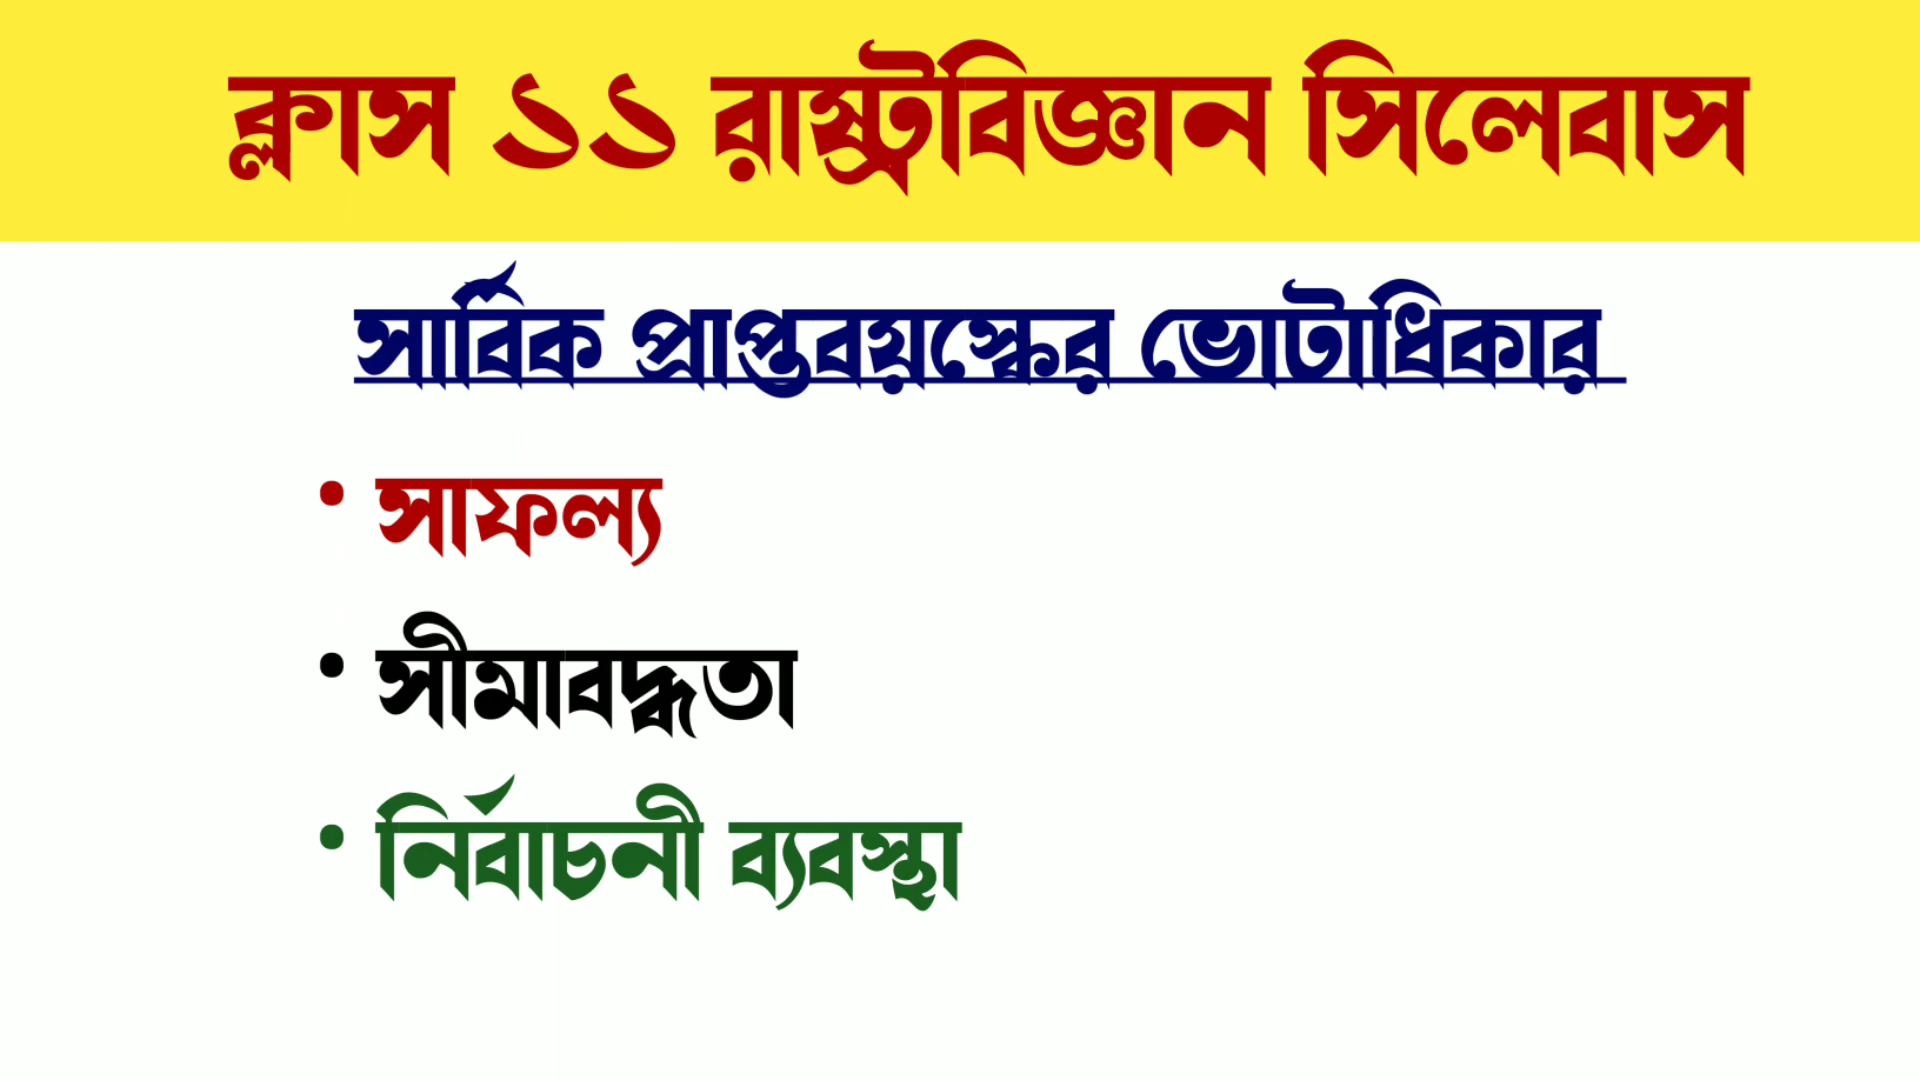 ক্লাস ১১ রাষ্ট্রবিজ্ঞান সিলেবাস
সার্বিক প্রাপ্তবয়স্কের ভোটাধিকার
• সাফল্য
• সীমাবদ্ধতা
• নির্বাচনী ব্যবস্থা